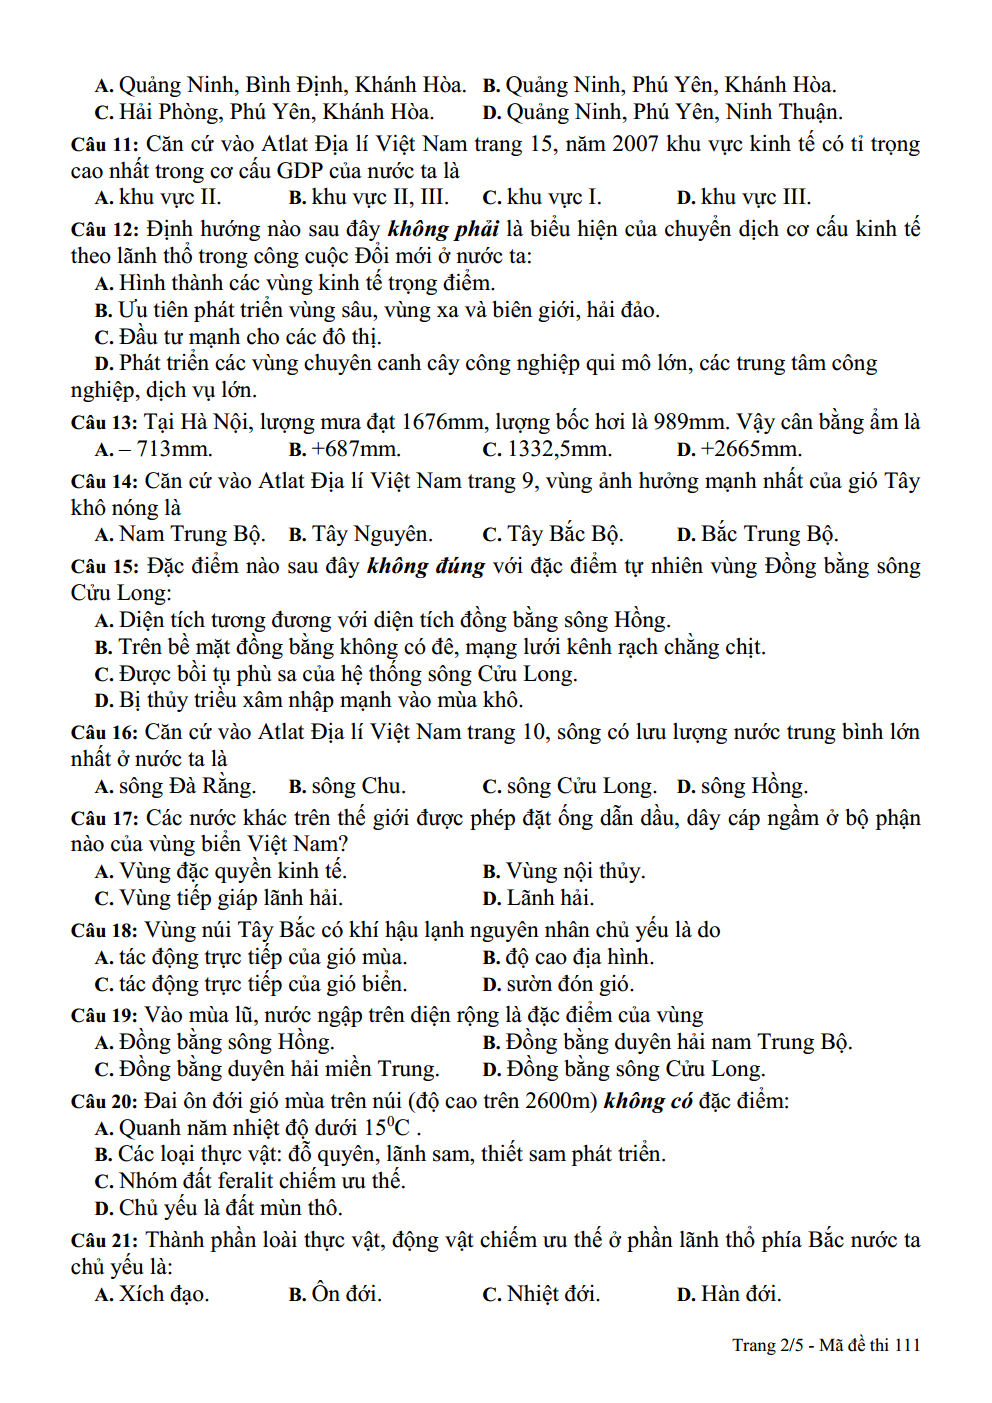 A. Quảng Ninh, Bình Định, Khánh Hòa. B. Quảng Ninh, Phú Yên, Khánh Hòa.
C. Hải Phòng, Phú Yên, Khánh Hòa. D. Quảng Ninh, Phú Yên, Ninh Thuận.
Câu 11: Căn cứ vào Atlat Địa lí Việt Nam trang 15, năm 2007 khu vực kinh tế có tỉ trọng
cao nhất trong cơ cấu GDP của nước ta là
A. khu vực II. B. khu vực II, III. C. khu vực I. D. khu vực III.
Câu 12: Định hướng nào sau đây không phải là biểu hiện của chuyển dịch cơ cấu kinh tế
theo lãnh thổ trong công cuộc Đổi mới ở nước ta:
A. Hình thành các vùng kinh tế trọng điểm.
B. Ưu tiên phát triển vùng sâu, vùng xa và biên giới, hải đảo.
C. Đầu tư mạnh cho các đô thị.
D. Phát triển các vùng chuyên canh cây công nghiệp qui mô lớn, các trung tâm công
nghiệp, dịch vụ lớn.
Câu 13: Tại Hà Nội, lượng mưa đạt 1676mm, lượng bốc hơi là 989mm. Vậy cân bằng ẩm là
A. – 713mm. B. +687mm. C. 1332,5mm. D. +2665mm.
Câu 14: Căn cứ vào Atlat Địa lí Việt Nam trang 9, vùng ảnh hưởng mạnh nhất của gió Tây
khô nóng là
A. Nam Trung Bộ. B. Tây Nguyên. C. Tây Bắc Bộ. D. Bắc Trung Bộ.
Câu 15: Đặc điểm nào sau đây không đúng với đặc điểm tự nhiên vùng Đồng bằng sông
Cửu Long:
A. Diện tích tương đương với diện tích đồng bằng sông Hồng.
B. Trên bề mặt đồng bằng không có đê, mạng lưới kênh rạch chằng chịt.
C. Được bồi tụ phù sa của hệ thống sông Cửu Long.
D. Bị thủy triều xâm nhập mạnh vào mùa khô.
Câu 16: Căn cứ vào Atlat Địa lí Việt Nam trang 10, sông có lưu lượng nước trung bình lớn
nhất ở nước ta là
A. sông Đà Rằng. B. sông Chu. C. sông Cửu Long. D. sông Hồng.
Câu 17: Các nước khác trên thế giới được phép đặt ống dẫn dầu, dây cáp ngầm ở bộ phận
nào của vùng biển Việt Nam?
A. Vùng đặc quyền kinh tế. B. Vùng nội thủy.
C. Vùng tiếp giáp lãnh hải. D. Lãnh hải.
Câu 18: Vùng núi Tây Bắc có khí hậu lạnh nguyên nhân chủ yếu là do
A. tác động trực tiếp của gió mùa. B. độ cao địa hình.
C. tác động trực tiếp của gió biển. D. sườn đón gió.
Câu 19: Vào mùa lũ, nước ngập trên diện rộng là đặc điểm của vùng
A. Đồng bằng sông Hồng. B. Đồng bằng duyên hải nam Trung Bộ.
C. Đồng bằng duyên hải miền Trung. D. Đồng bằng sông Cửu Long.
Câu 20: Đai ôn đới gió mùa trên núi (độ cao trên 2600m) không có đặc điểm:
A. Quanh năm nhiệt độ dưới 15⁰C .
B. Các loại thực vật: đỗ quyên, lãnh sam, thiết sam phát triển.
C. Nhóm đất feralit chiếm ưu thế.
D. Chủ yếu là đất mùn thô.
Câu 21: Thành phần loài thực vật, động vật chiếm ưu thế ở phần lãnh thổ phía Bắc nước ta
chủ yếu là:
A. Xích đạo. B. Ôn đới. C. Nhiệt đới. D. Hàn đới.
Trang 2/5 - Mã đề thi 111